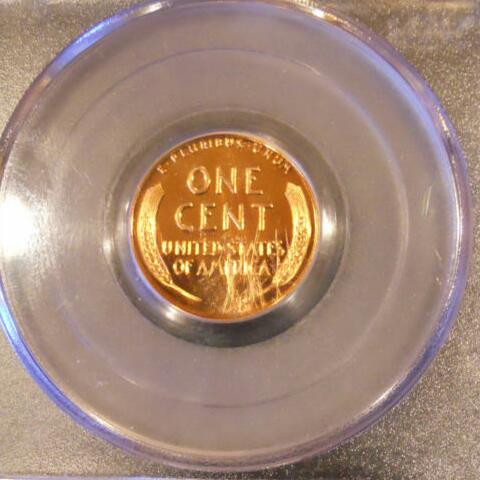 E·PLURIBUS·UNUM
ONE
CENT
UNITED·STATES
OF AMERICA